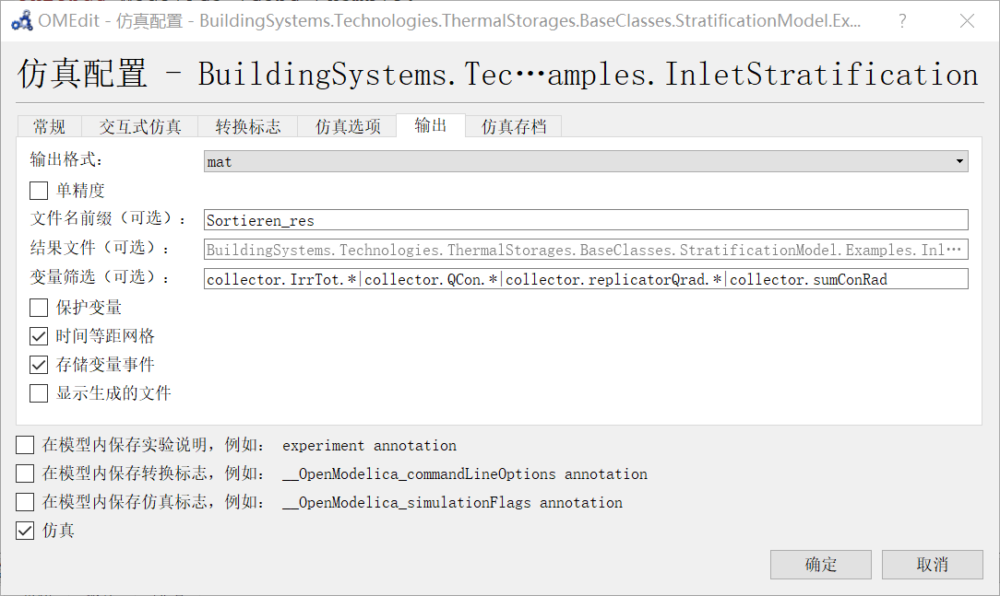 OMEdit - 仿真配置 - BuildingSystems.Technologies.ThermalStorages.BaseClasses.StratificationModel.Ex...
仿真配置 - BuildingSystems.Tec…amples.InletStratification
常规 交互式仿真 转换标志 仿真选项 输出 仿真存档
输出格式: mat
单精度
文件名前缀（可选）: Sortieren_res
结果文件（可选）: BuildingSystems.Technologies.ThermalStorages.BaseClasses.StratificationModel.Examples.Inl…
变量筛选（可选）: collector.IrrTot.*|collector.QCon.*|collector.replicatorQrad.*|collector.sumConRad
保护变量
时间等距网格
存储变量事件
显示生成的文件
在模型内保存实验说明，例如： experiment annotation
在模型内保存转换标志，例如： __OpenModelica_commandLineOptions annotation
在模型内保存仿真标志，例如： __OpenModelica_simulationFlags annotation
仿真
确定 取消